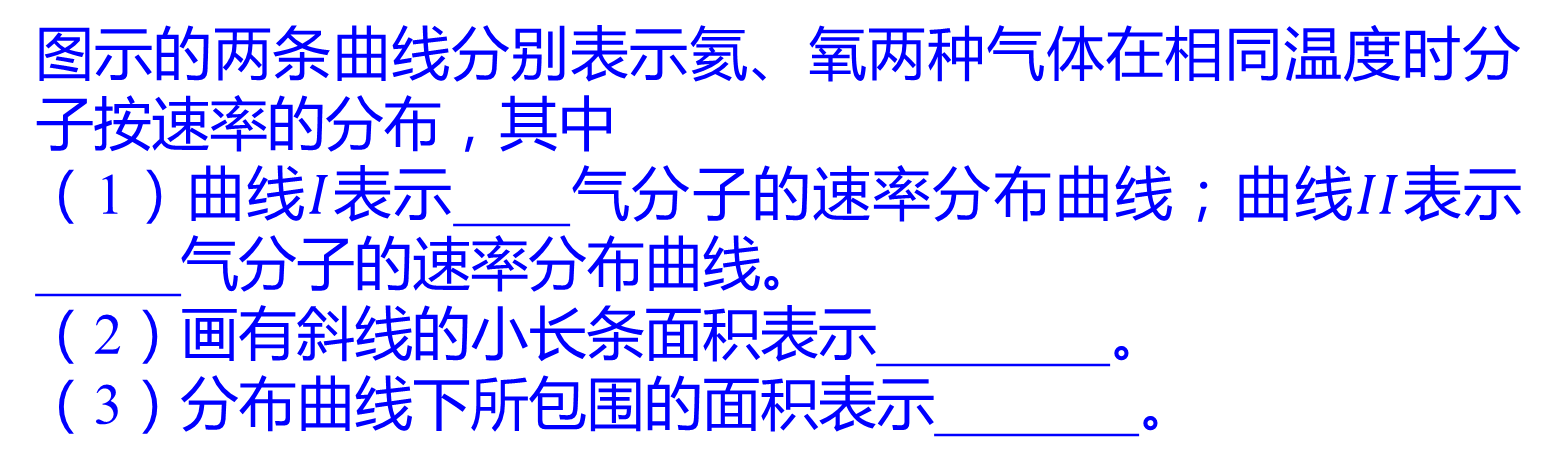 图示的两条曲线分别表示氦、氧两种气体在相同温度时分
子按速率的分布，其中
（1）曲线I表示____气分子的速率分布曲线；曲线II表示
_____气分子的速率分布曲线。
（2）画有斜线的小长条面积表示________。
（3）分布曲线下所包围的面积表示_______。